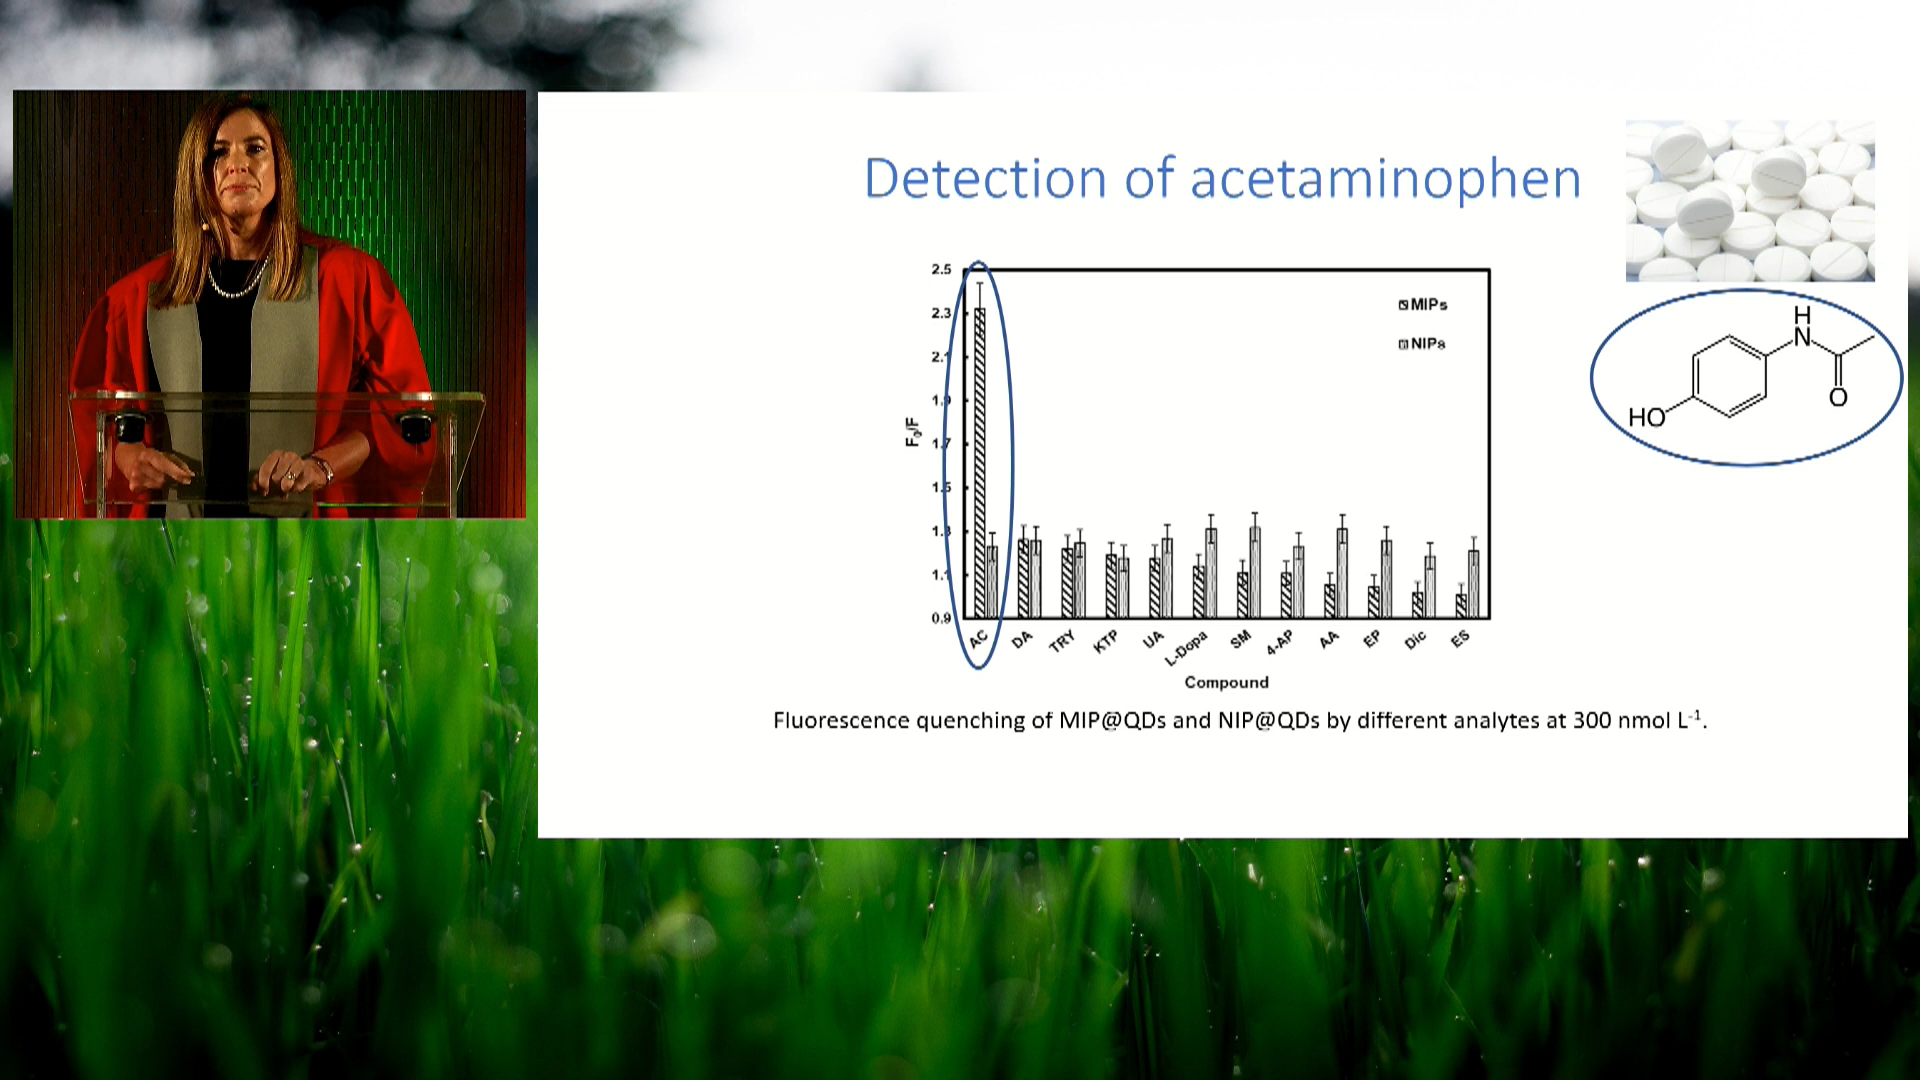 Detection of acetaminophen
2.5
2.3
2.1
1.9
1.7
1.5
1.3
1.1
0.9
F₀/F
MIPs
NIPs
AC DA TRY KTP UA L-Dopa SM 4-AP AA EP Dic ES
Compound
H
N
O
HO
Fluorescence quenching of MIP@QDs and NIP@QDs by different analytes at 300 nmol L⁻¹.